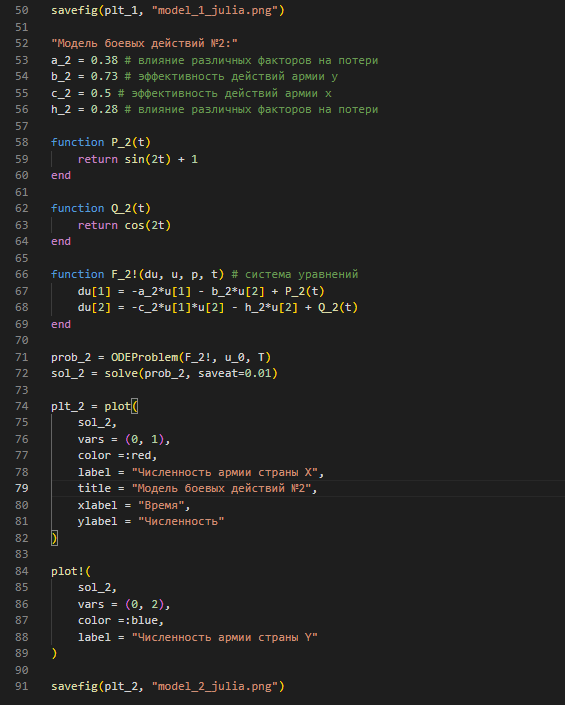 50 savefig(plt_1, "model_1_julia.png")
51
52 "Модель боевых действий №2:"
53 a_2 = 0.38 # влияние различных факторов на потери
54 b_2 = 0.73 # эффективность действий армии y
55 c_2 = 0.5 # эффективность действий армии x
56 h_2 = 0.28 # влияние различных факторов на потери
57
58 function P_2(t)
59     return sin(2t) + 1
60 end
61
62 function Q_2(t)
63     return cos(2t)
64 end
65
66 function F_2!(du, u, p, t) # система уравнений
67     du[1] = -a_2*u[1] - b_2*u[2] + P_2(t)
68     du[2] = -c_2*u[1]*u[2] - h_2*u[2] + Q_2(t)
69 end
70
71 prob_2 = ODEProblem(F_2!, u_0, T)
72 sol_2 = solve(prob_2, saveat=0.01)
73
74 plt_2 = plot(
75     sol_2,
76     vars = (0, 1),
77     color =:red,
78     label = "Численность армии страны X",
79     title = "Модель боевых действий №2",
80     xlabel = "Время",
81     ylabel = "Численность"
82 )
83
84 plot!(
85     sol_2,
86     vars = (0, 2),
87     color =:blue,
88     label = "Численность армии страны Y"
89 )
90
91 savefig(plt_2, "model_2_julia.png")